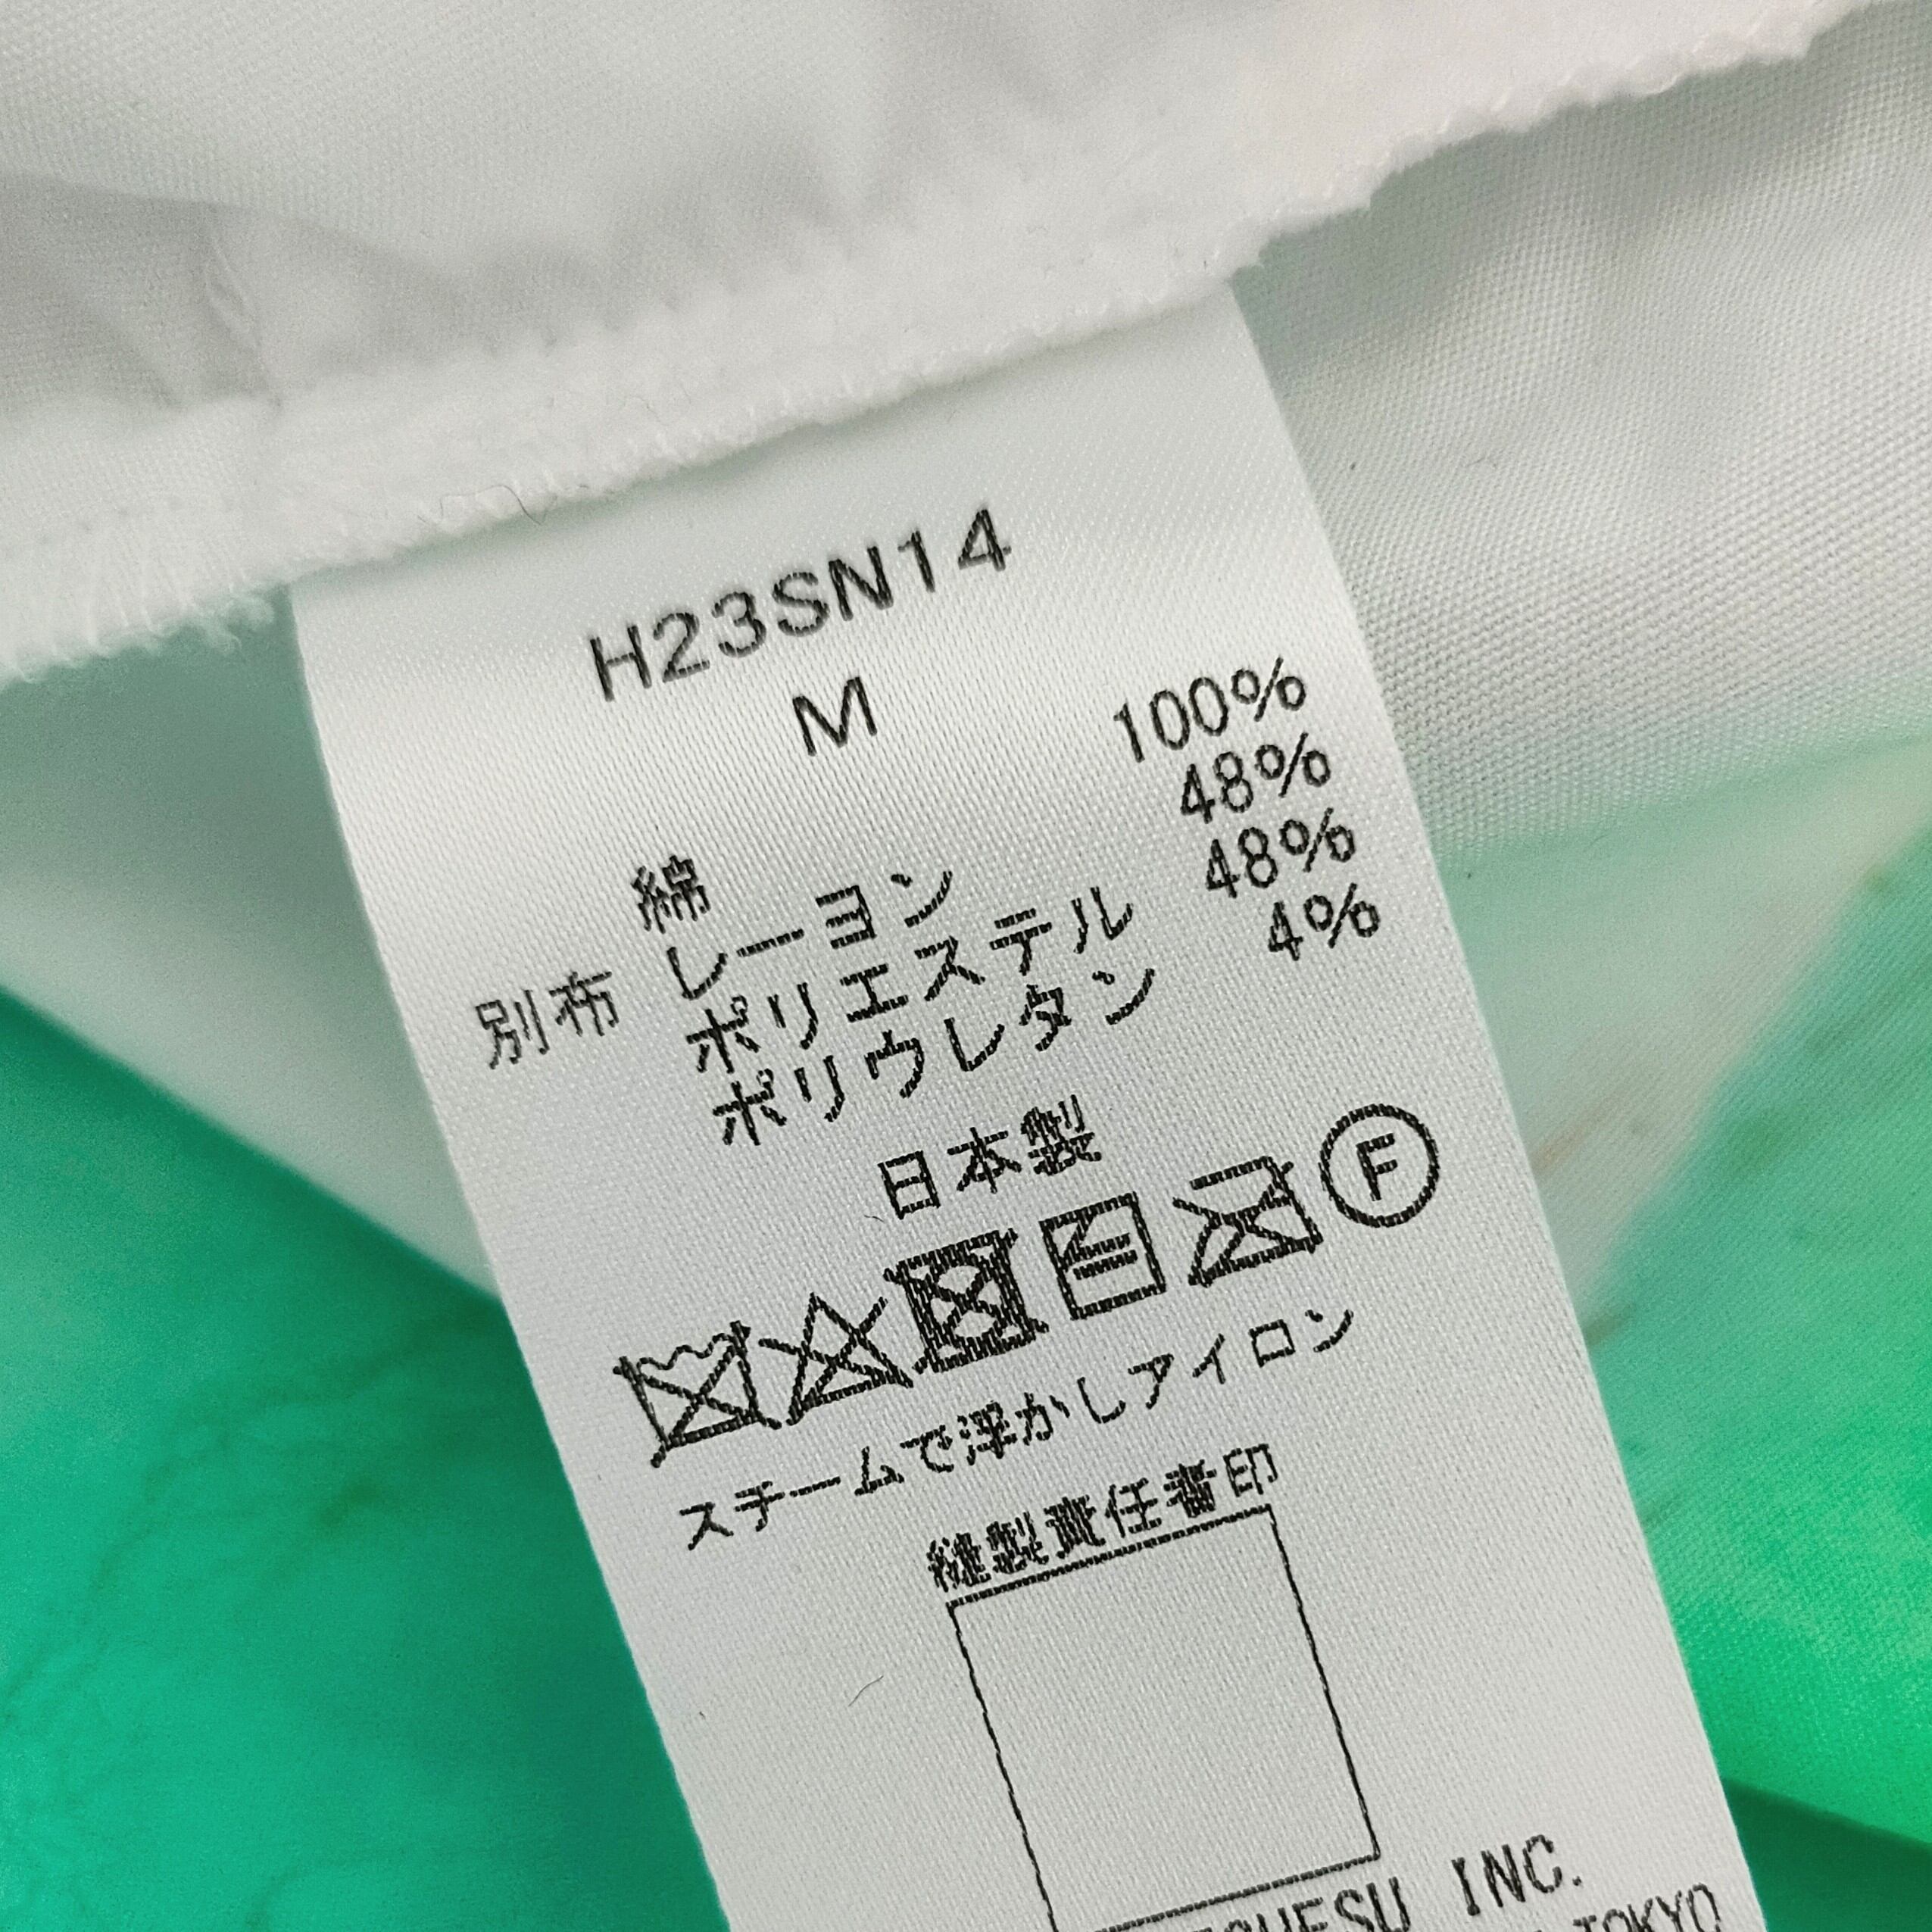 H23SN14
M
綿 100%
別布 レーヨン 48%
ポリエステル 48%
ポリウレタン 4%
日本製
F
スチームで浮かしアイロン
縫製責任者印
INC.
TOKYO